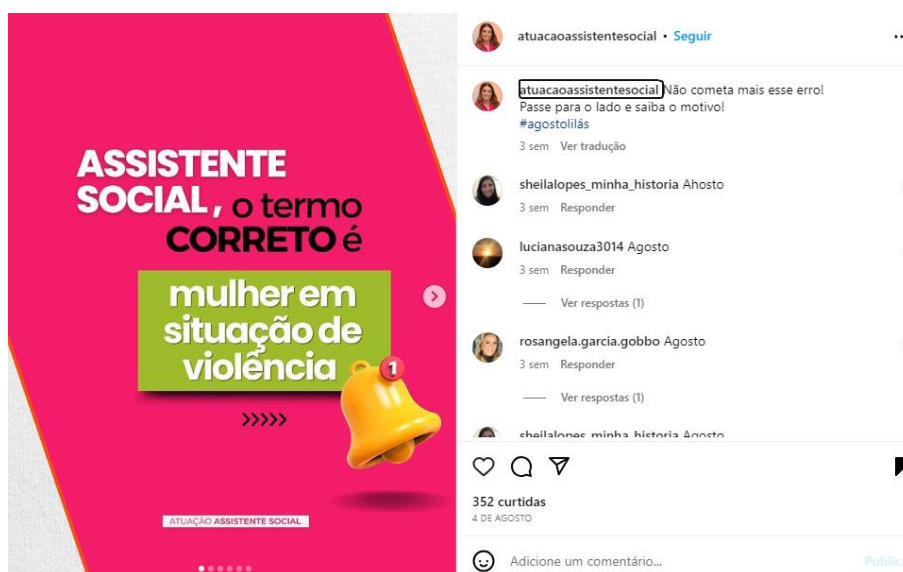 ASSISTENTE
SOCIAL, o termo
CORRETO é
mulher em
situação de
violência
1
>>>>>
ATUAÇÃO ASSISTENTE SOCIAL
atuacaoassistentesocial • Seguir
atuacaoassistentesocial Não cometa mais esse erro!
Passe para o lado e saiba o motivo!
#agostolilás
3 sem Ver tradução
sheilalopes_minha_historia Ahosto
3 sem Responder
lucianasouza3014 Agosto
3 sem Responder
Ver respostas (1)
rosangela.garcia.gobbo Agosto
3 sem Responder
Ver respostas (1)
sheilalopes_minha_historia Agosto
352 curtidas
4 DE AGOSTO
Adicione um comentário...